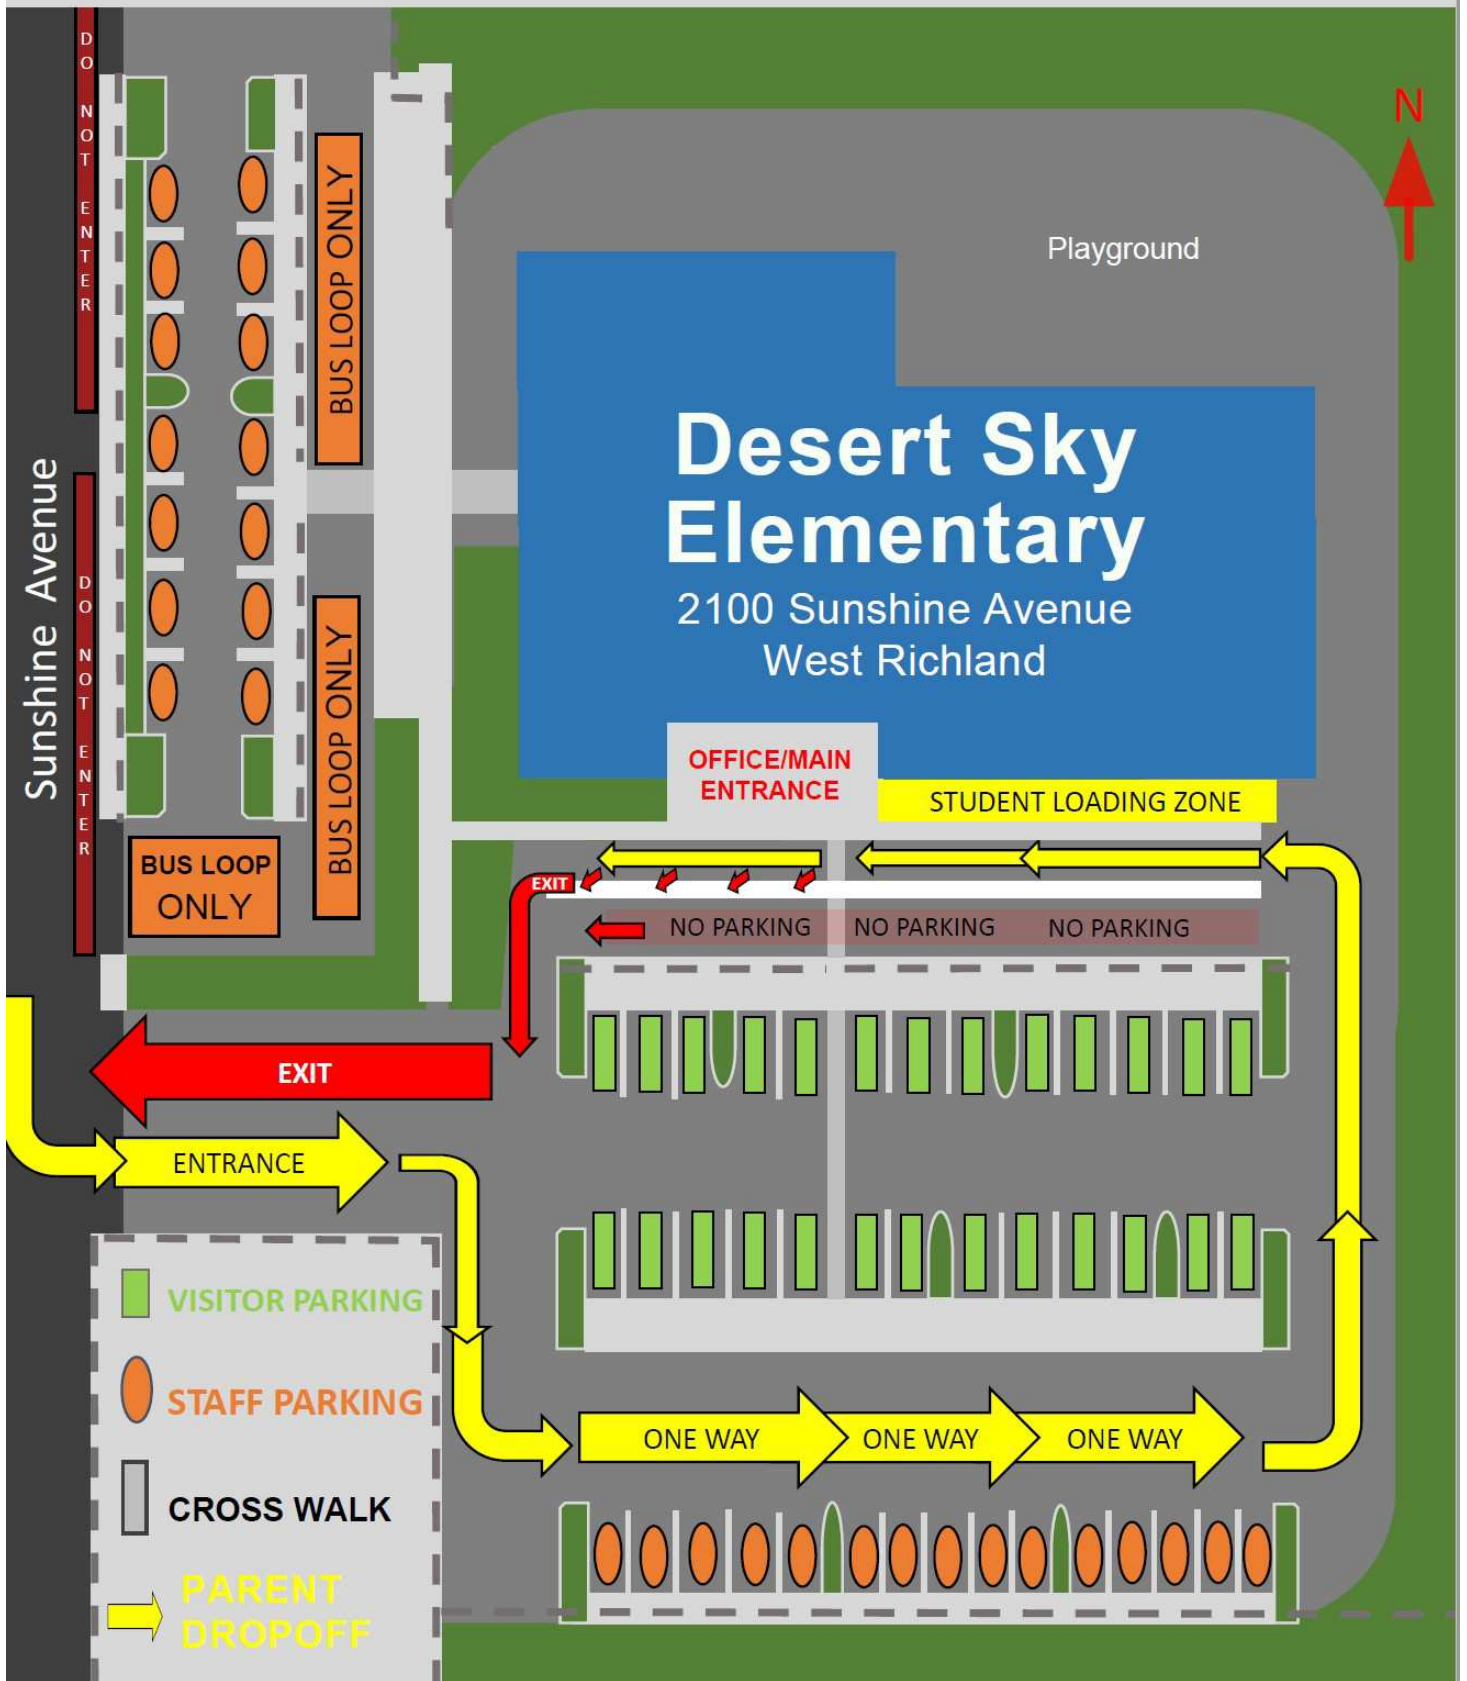 DO NOT ENTER
N
BUS LOOP ONLY
Playground
Desert Sky
Elementary
2100 Sunshine Avenue
West Richland
Sunshine Avenue
DO NOT ENTER
BUS LOOP ONLY
OFFICE/MAIN
ENTRANCE
STUDENT LOADING ZONE
BUS LOOP
ONLY
EXIT
NO PARKING
NO PARKING
NO PARKING
EXIT
ENTRANCE
VISITOR PARKING
STAFF PARKING
ONE WAY
ONE WAY
ONE WAY
CROSS WALK
PARENT
DROPOFF